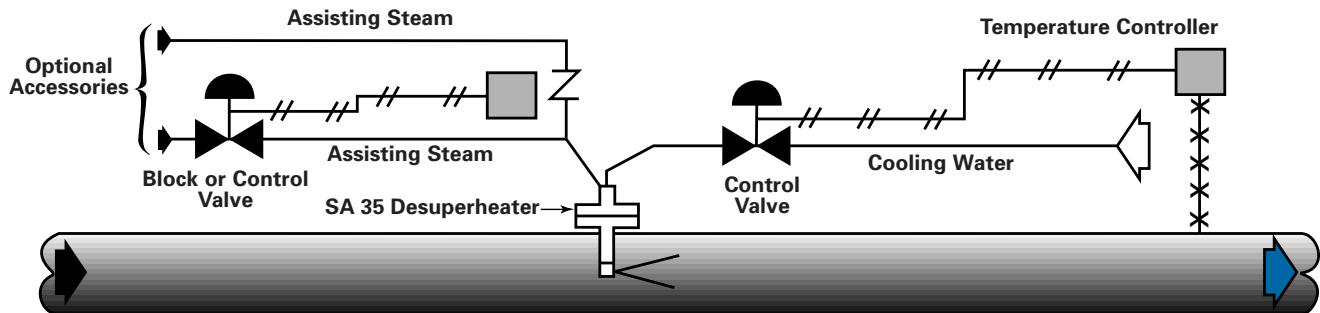 Assisting Steam
Temperature Controller
Optional
Accessories
Assisting Steam
Cooling Water
Block or Control
Valve
Control
Valve
SA 35 Desuperheater